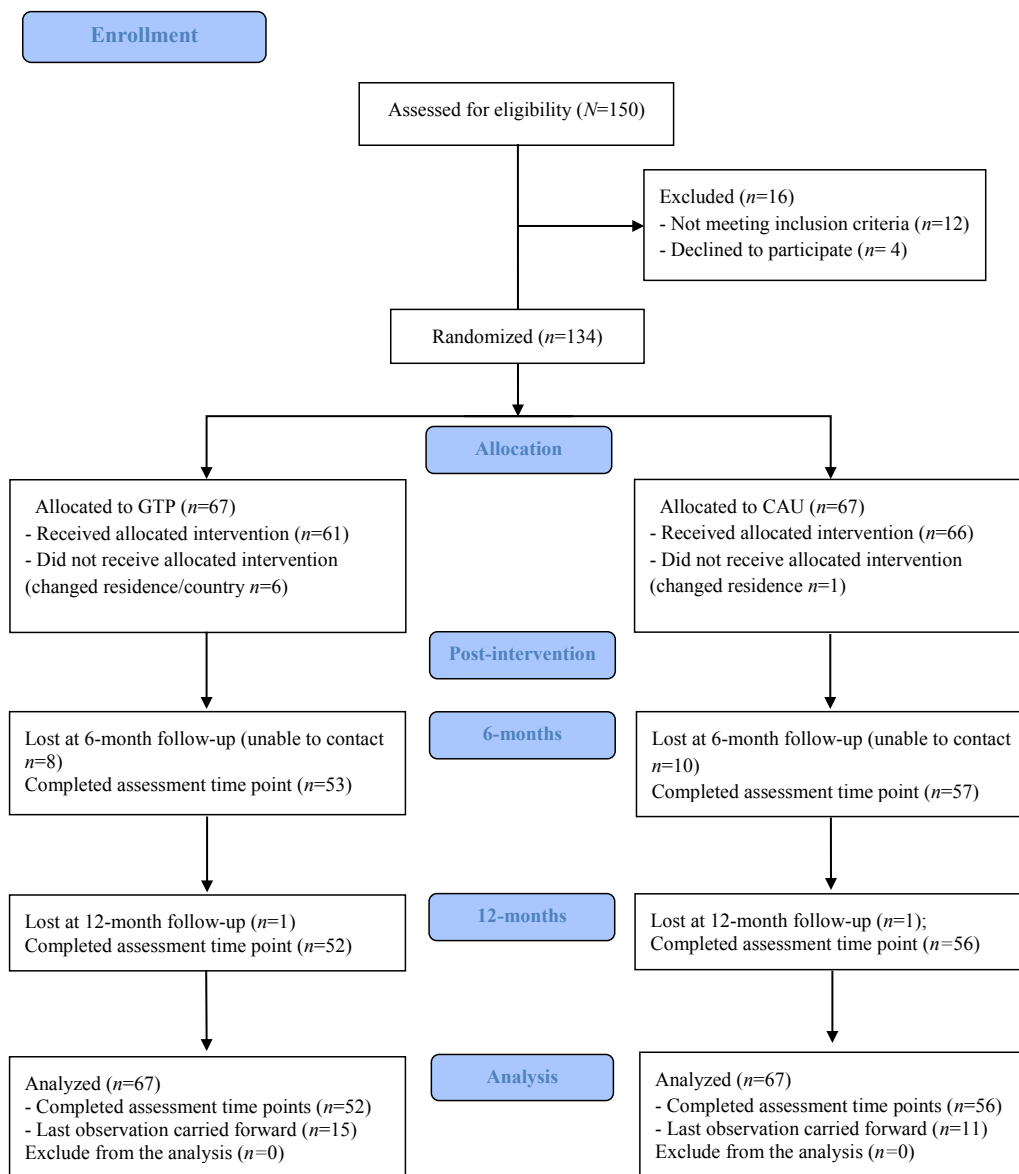 Enrollment
Assessed for eligibility (N=150)
Excluded (n=16)
- Not meeting inclusion criteria (n=12)
- Declined to participate (n= 4)
Randomized (n=134)
Allocation
Allocated to GTP (n=67)
- Received allocated intervention (n=61)
- Did not receive allocated intervention
(changed residence/country n=6)
Allocated to CAU (n=67)
- Received allocated intervention (n=66)
- Did not receive allocated intervention
(changed residence n=1)
Post-intervention
Lost at 6-month follow-up (unable to contact
n=8)
Completed assessment time point (n=53)
6-months
Lost at 6-month follow-up (unable to contact
n=10)
Completed assessment time point (n=57)
Lost at 12-month follow-up (n=1)
Completed assessment time point (n=52)
12-months
Lost at 12-month follow-up (n=1);
Completed assessment time point (n=56)
Analyzed (n=67)
- Completed assessment time points (n=52)
- Last observation carried forward (n=15)
Exclude from the analysis (n=0)
Analysis
Analyzed (n=67)
- Completed assessment time points (n=56)
- Last observation carried forward (n=11)
Exclude from the analysis (n=0)